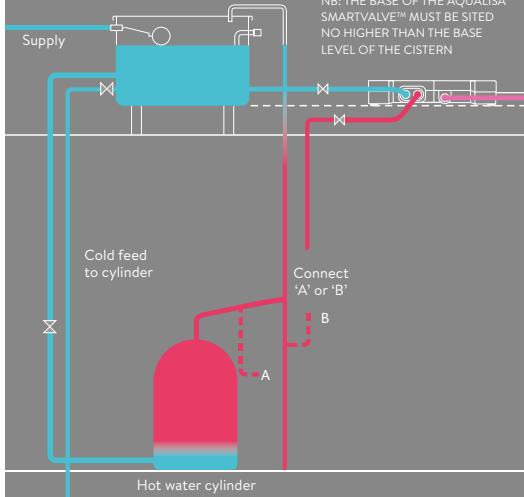 NB: THE BASE OF THE AQUALISA
SMARTVALVE™ MUST BE SITED
NO HIGHER THAN THE BASE
LEVEL OF THE CISTERN
Supply
Cold feed
to cylinder
Connect
‘A’ or ‘B’
B
A
Hot water cylinder